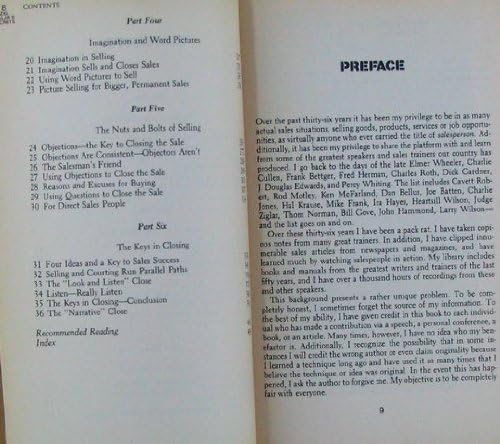 8
CONTENTS
Part Four
Imagination and Word Pictures
20 Imagination in Selling
21 Imagination Sells and Closes Sales
22 Using Word Pictures to Sell
23 Picture Selling for Bigger, Permanent Sales
Part Five
The Nuts and Bolts of Selling
24 Objections—the Key to Closing the Sale
25 Objections Are Consistent—Objectors Aren't
26 The Salesman's Friend
27 Using Objections to Close the Sale
28 Reasons and Excuses for Buying
29 Using Questions to Close the Sale
30 For Direct Sales People
Part Six
The Keys in Closing
31 Four Ideas and a Key to Sales Success
32 Selling and Courting Run Parallel Paths
33 The "Look and Listen" Close
34 Listen—Really Listen
35 The Keys in Closing—Conclusion
36 The "Narrative" Close
Recommended Reading
Index
PREFACE
Over the past thirty-six years it has been my privilege to be in as many
actual sales situations, selling goods, products, services or job opportu-
nities, as virtually anyone who ever carried the title of salesperson. Ad-
ditionally, it has been my privilege to share the platform with and learn
from some of the greatest speakers and sales trainers our country has
produced. I go back to the days of the late Elmer Wheeler, Charlie
Cullen, Frank Bettger, Fred Herman, Charles Roth, Dick Gardner,
J. Douglas Edwards, and Percy Whiting. The list includes Cavett Rob-
ert, Rod Motley, Ken McFarland, Don Bellot, Joe Batten, Charlie
Jones, Hal Krause, Mike Frank, Ira Hayes, Heartsill Wilson, Judge
Ziglar, Thom Norman, Bill Gove, John Hammond, Larry Wilson—
and the list goes on and on.
Over these thirty-six years I have been a pack rat. I have taken copi-
ous notes from many great trainers. In addition, I have clipped innu-
merable sales articles from newspapers and magazines, and have
learned much by watching salespeople in action. My library includes
books and manuals from the greatest writers and trainers of the last
fifty years, and I have over a thousand hours of recordings from these
and other speakers.
This background presents a rather unique problem. To be com-
pletely honest, I sometimes forget the source of my information. To
the best of my ability, I have given credit in this book to each individ-
ual who has made a contribution via a speech, a personal conference, a
book, or an article. Many times, however, I have no idea who my ben-
efactor is. Additionally, I recognize the possibility that in some in-
stances I will credit the wrong author or even claim originality because
I learned a technique long ago and have used it so many times that I
believe the technique or idea was original. In the event this has hap-
pened, I ask the author to forgive me. My objective is to be completely
fair with everyone.
9